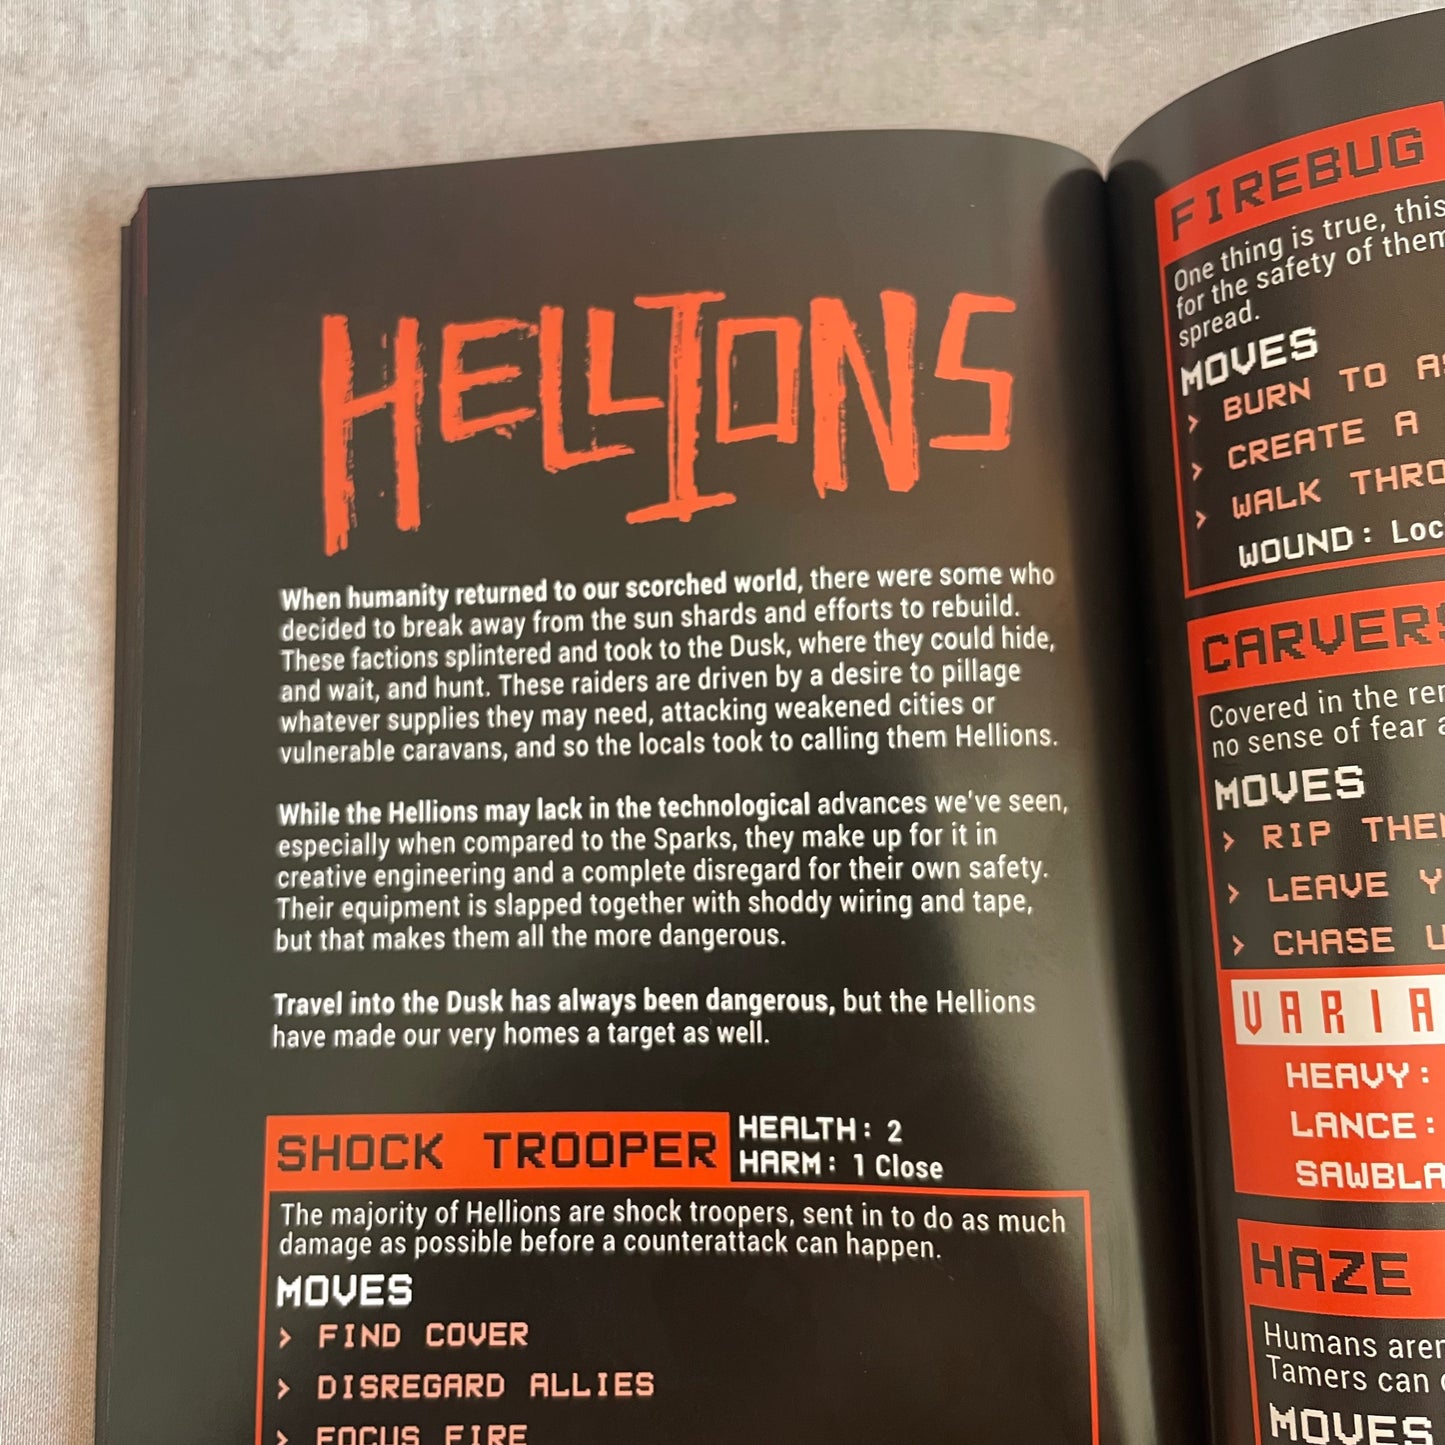 HELLIONS
When humanity returned to our scorched world, there were some who
decided to break away from the sun shards and efforts to rebuild.
These factions splintered and took to the Dusk, where they could hide,
and wait, and hunt. These raiders are driven by a desire to pillage
whatever supplies they may need, attacking weakened cities or
vulnerable caravans, and so the locals took to calling them Hellions.
While the Hellions may lack in the technological advances we've seen,
especially when compared to the Sparks, they make up for it in
creative engineering and a complete disregard for their own safety.
Their equipment is slapped together with shoddy wiring and tape,
but that makes them all the more dangerous.
Travel into the Dusk has always been dangerous, but the Hellions
have made our very homes a target as well.
SHOCK TROOPER
HEALTH: 2
HARM: 1 Close
The majority of Hellions are shock troopers, sent in to do as much
damage as possible before a counterattack can happen.
MOVES
> FIND COVER
> DISREGARD ALLIES
> FOCUS FIRE
FIREBUG
One thing is true, this
for the safety of
spread.
MOVES
> BURN TO
> CREATE A
> WALK
WOUND:
CARVERS
Covered in the
no sense of fear
MOVES
> RIP
> LEAVE
> CHASE
HEAVY:
LANCE:
HAZE
Humans
Tamers can
MOVES